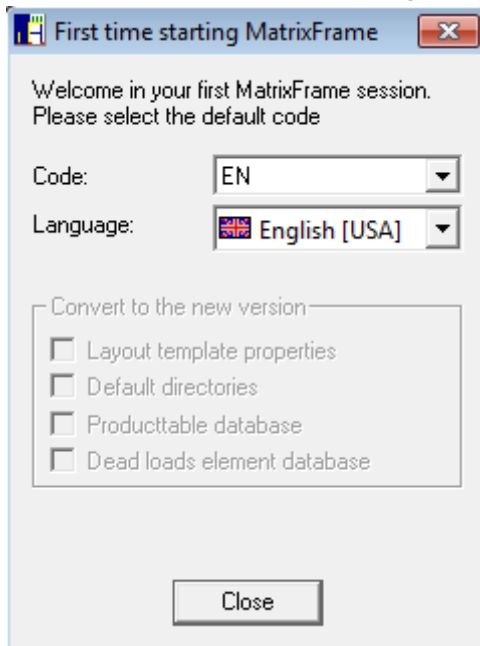 First time starting MatrixFrame
Welcome in your first MatrixFrame session.
Please select the default code
Code:
EN
Language:
English [USA]
Convert to the new version
Layout template properties
Default directories
Producttable database
Dead loads element database
Close